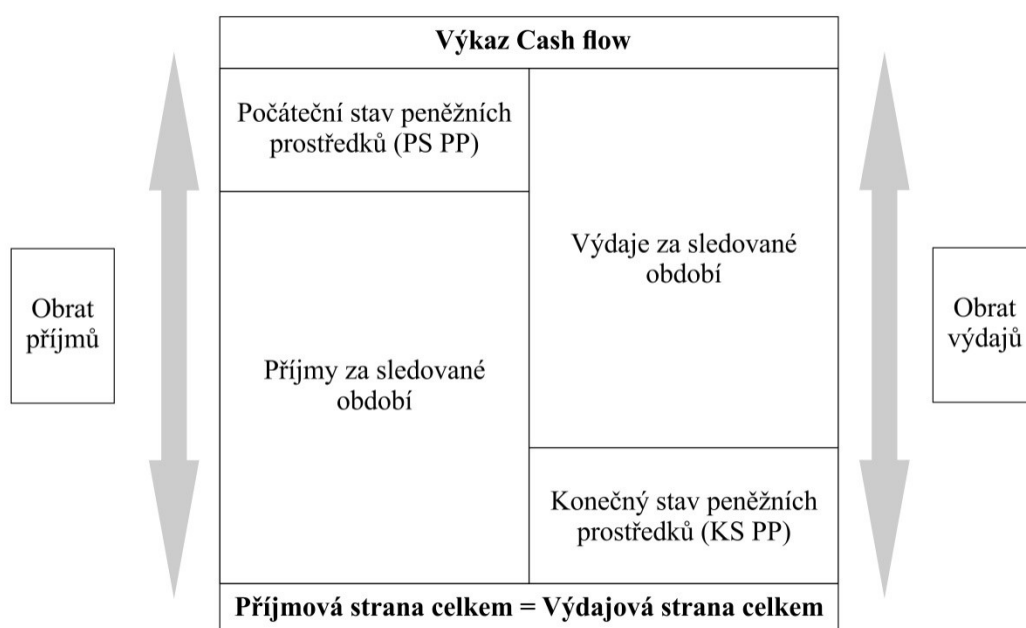 Výkaz Cash flow
Počáteční stav peněžních
prostředků (PS PP)
Výdaje za sledované
období
Obrat
příjmů
Příjmy za sledované
období
Obrat
výdajů
Konečný stav peněžních
prostředků (KS PP)
Příjmová strana celkem = Výdajová strana celkem